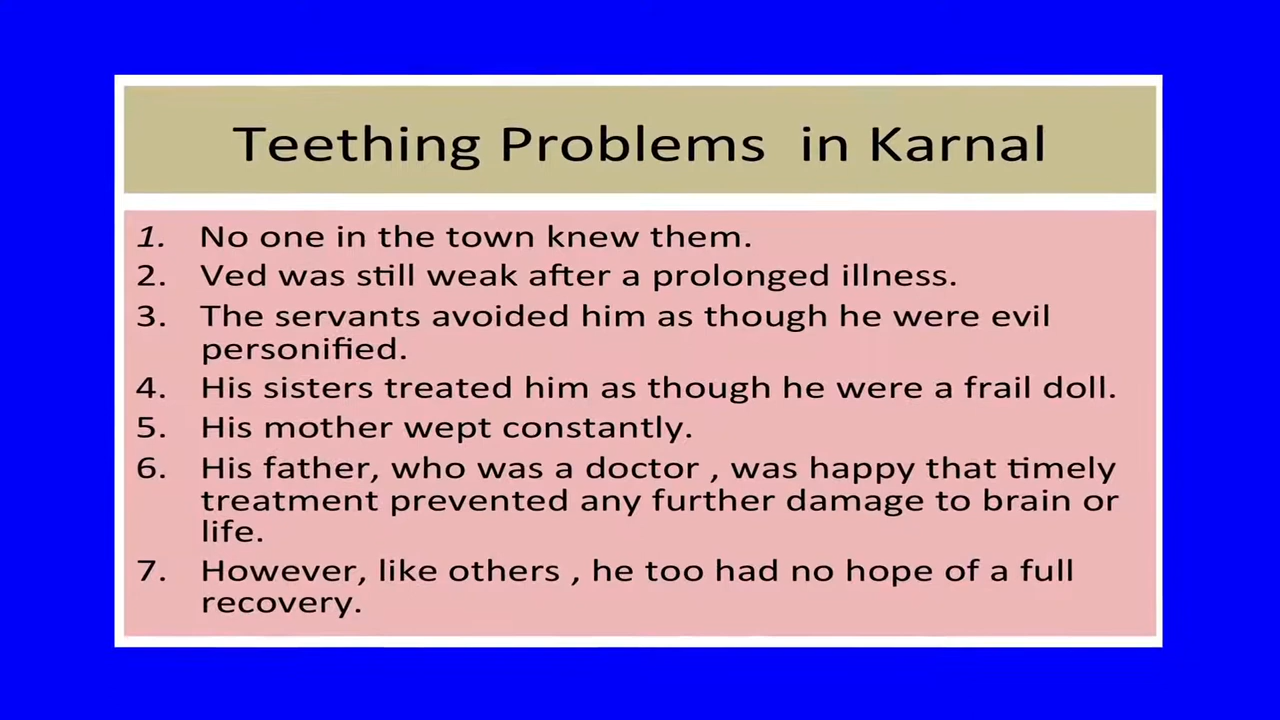 Teething Problems in Karnal
1. No one in the town knew them.
2. Ved was still weak after a prolonged illness.
3. The servants avoided him as though he were evil
personified.
4. His sisters treated him as though he were a frail doll.
5. His mother wept constantly.
6. His father, who was a doctor , was happy that timely
treatment prevented any further damage to brain or
life.
7. However, like others , he too had no hope of a full
recovery.